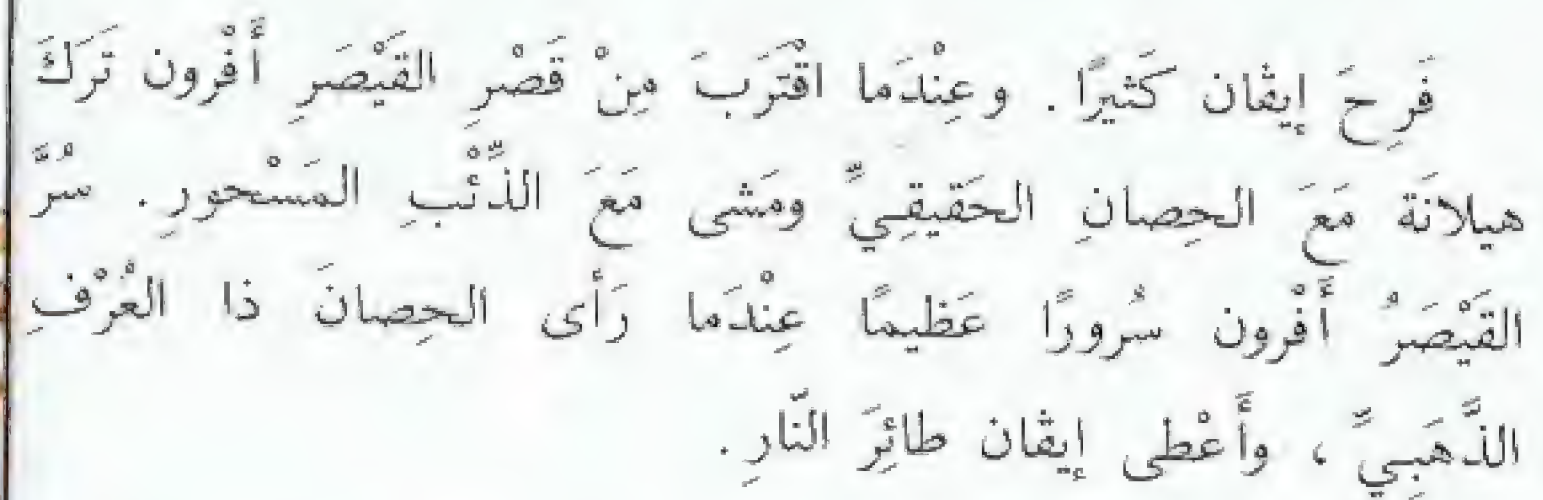 فَرِحَ إيڤان كَثيرًا. وعِنْدَما اقْتَرَبَ مِنْ قَصْرِ القَيْصَرِ أَفْرون تَرَكَ
هيلانَة مَعَ الحِصانِ الحَقيقِيِّ ومَشى مَعَ الذِّئْبِ المَسْحورِ. سُرَّ
القَيْصَرُ أَفْرون سُرورًا عَظيمًا عِنْدَما رَأى الحِصانَ ذا العُرْفِ
الذَّهَبِيِّ، وأَعْطى إيڤان طائِرَ النّارِ.